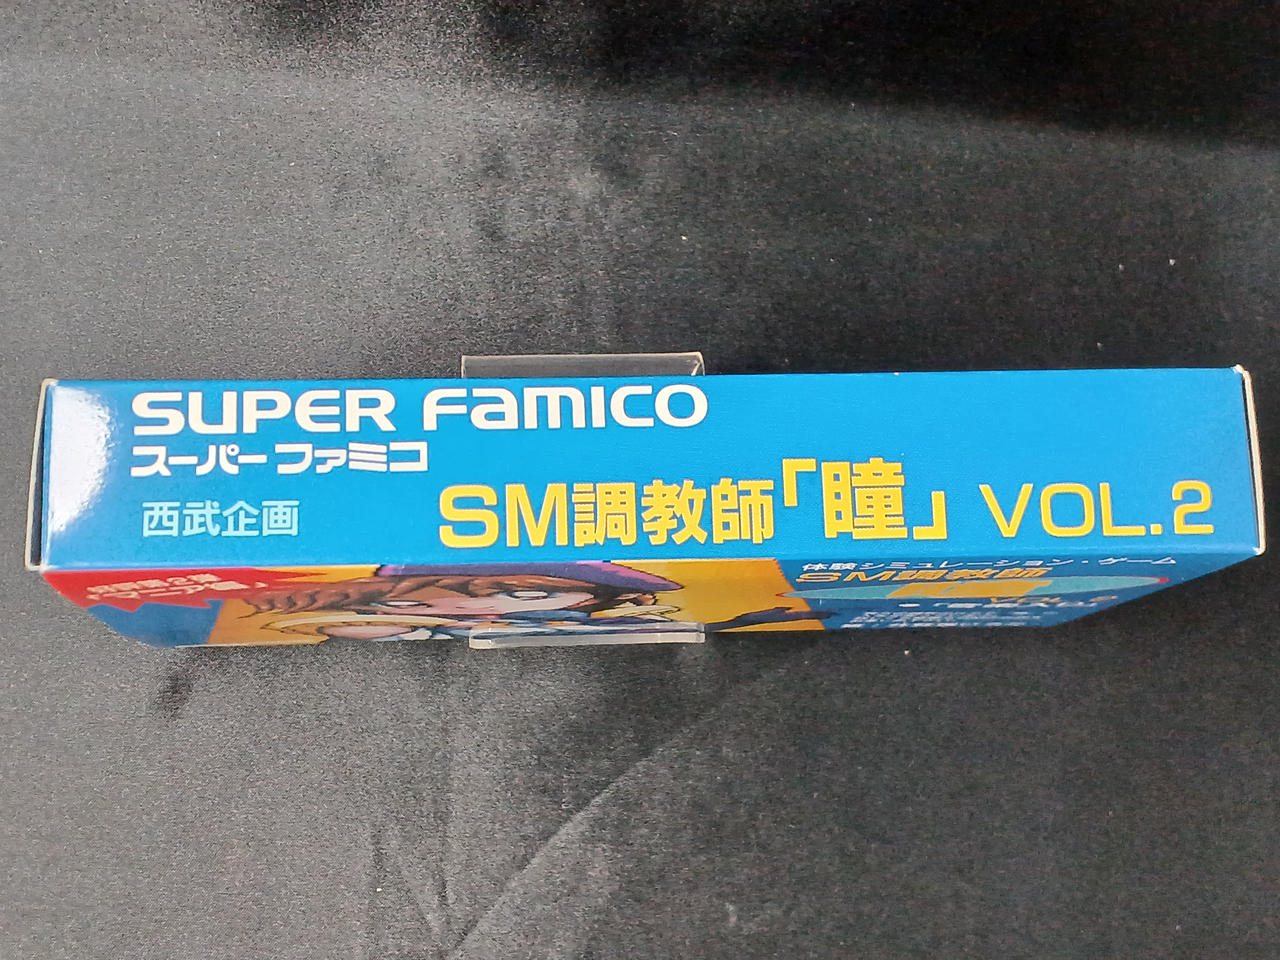 SUPER FAMICO
スーパーファミコ
西武企画
SM調教師「瞳」 VOL.2
体験シミュレーション・ゲーム
SM調教師
VOL.2